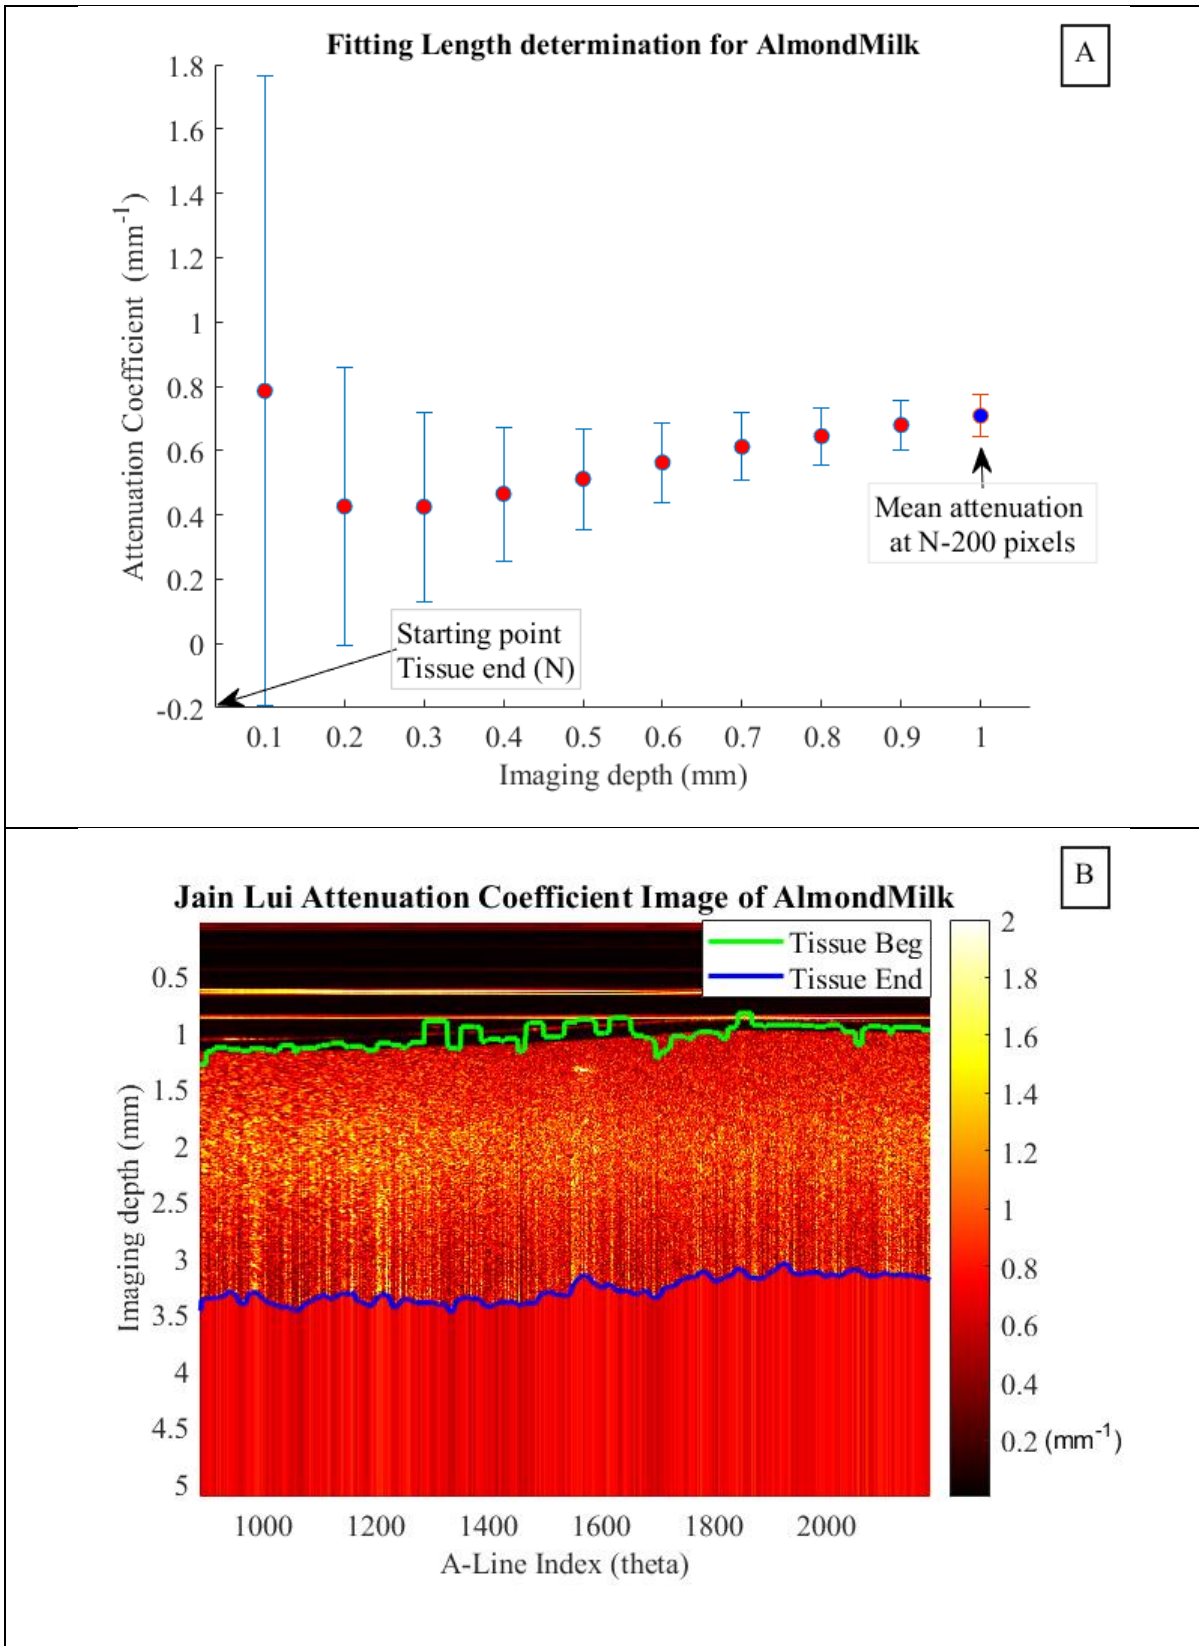 Fitting Length determination for AlmondMilk
A
1.8
1.6
1.4
1.2
1
0.8
0.6
0.4
0.2
0
-0.2
Attenuation Coefficient (mm-1)
Mean attenuation
at N-200 pixels
Starting point
Tissue end (N)
0.1 0.2 0.3 0.4 0.5 0.6 0.7 0.8 0.9 1
Imaging depth (mm)
B
Jain Lui Attenuation Coefficient Image of AlmondMilk
Tissue Beg
Tissue End
0.5
1
1.5
2
2.5
3
3.5
4
4.5
5
Imaging depth (mm)
2
1.8
1.6
1.4
1.2
1
0.8
0.6
0.4
0.2 (mm-1)
1000 1200 1400 1600 1800 2000
A-Line Index (theta)